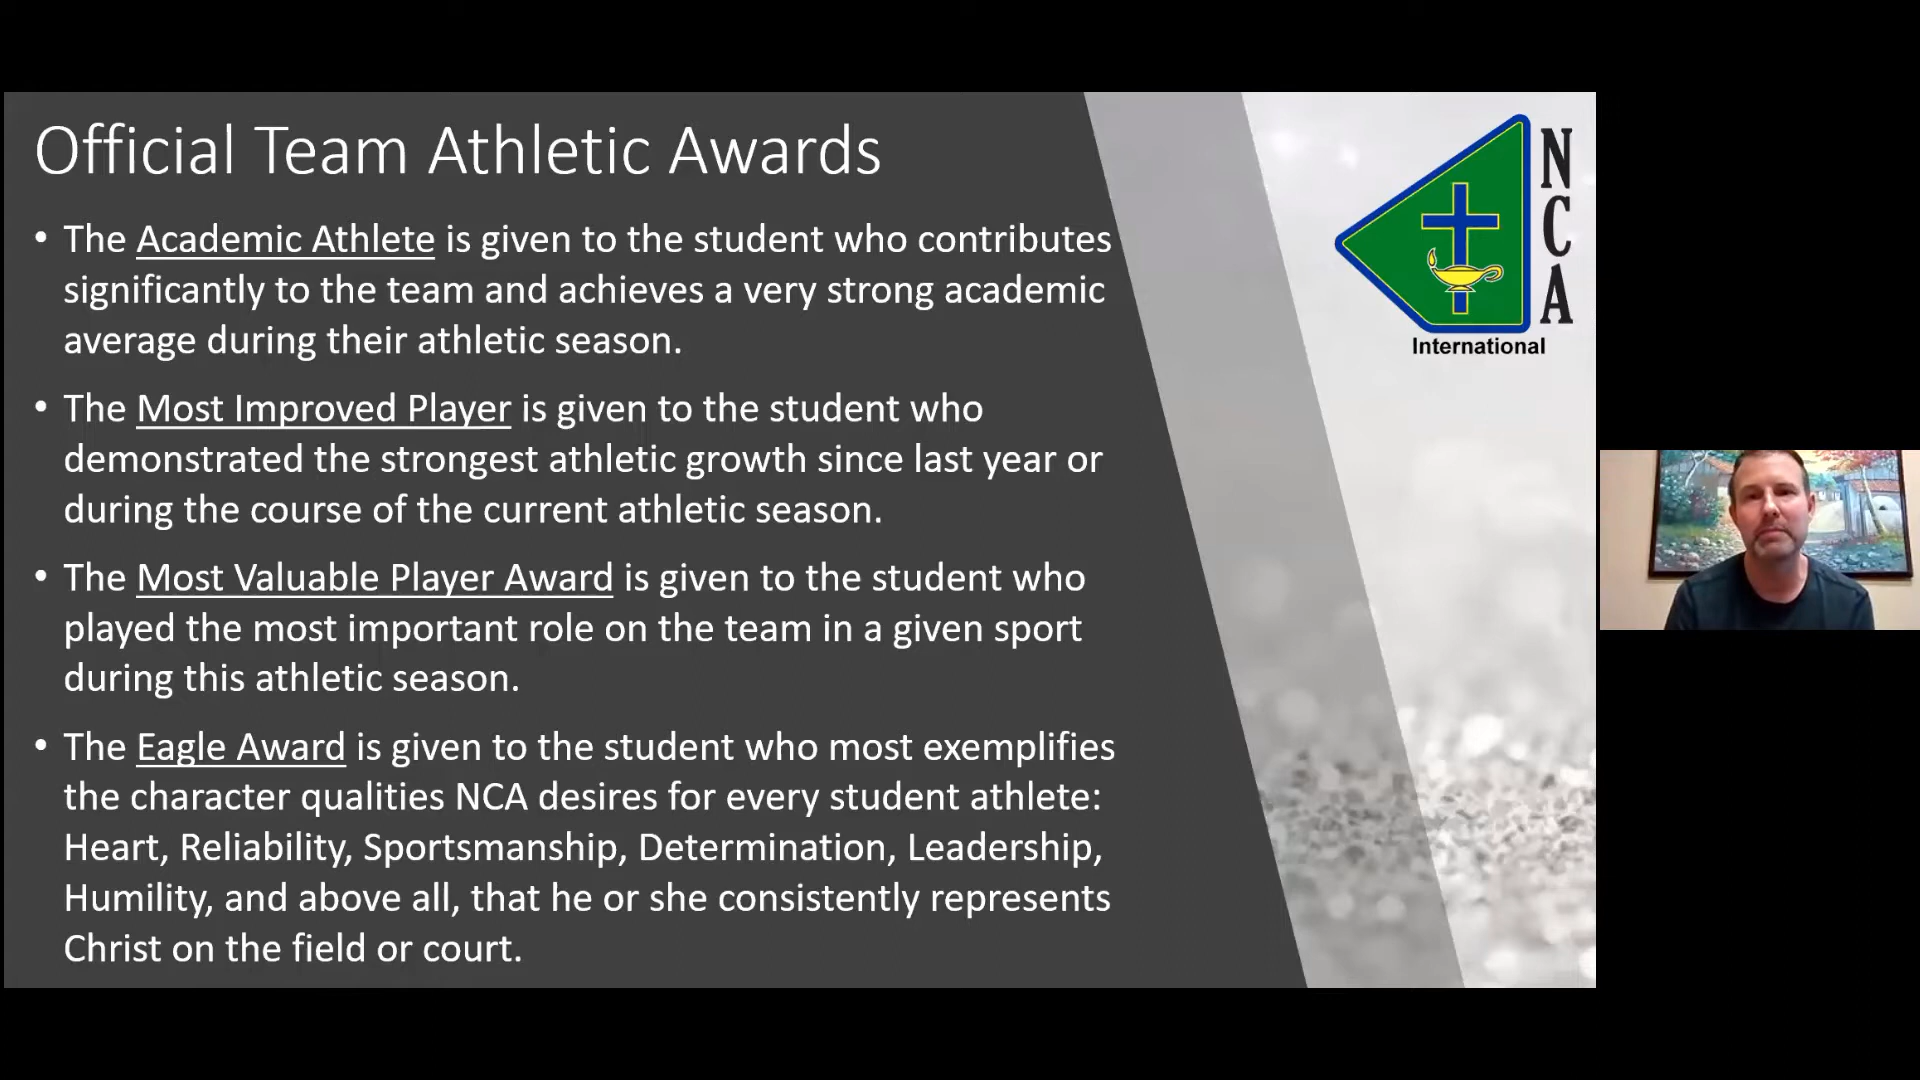 Official Team Athletic Awards
• The Academic Athlete is given to the student who contributes
significantly to the team and achieves a very strong academic
average during their athletic season.
• The Most Improved Player is given to the student who
demonstrated the strongest athletic growth since last year or
during the course of the current athletic season.
• The Most Valuable Player Award is given to the student who
played the most important role on the team in a given sport
during this athletic season.
• The Eagle Award is given to the student who most exemplifies
the character qualities NCA desires for every student athlete:
Heart, Reliability, Sportsmanship, Determination, Leadership,
Humility, and above all, that he or she consistently represents
Christ on the field or court.
NCA
International